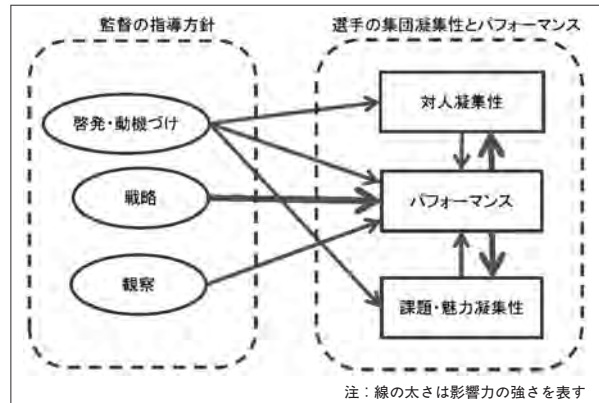 監督の指導方針
選手の集団凝集性とパフォーマンス
啓発・動機づけ
戦略
観察
対人凝集性
パフォーマンス
課題・魅力凝集性
注：線の太さは影響力の強さを表す